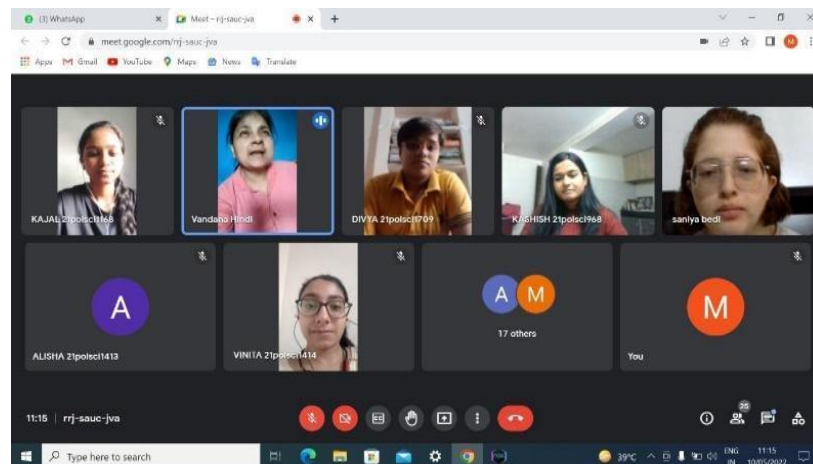 (3) WhatsApp
Meet – rrj-sauc-jva
meet.google.com/rrj-sauc-jva
M
Apps
Gmail
YouTube
Maps
News
Translate
KAJAL 21polsci1168
Vandana Hindi
DIVYA 21polsci1709
KASHISH 21polsci968
saniya bedi
A
ALISHA 21polsci1413
VINITA 21polsci1414
A M
17 others
M
You
11:15 | rrj-sauc-jva
25
Type here to search
39°C
ENG
IN
11:15
10/05/2022